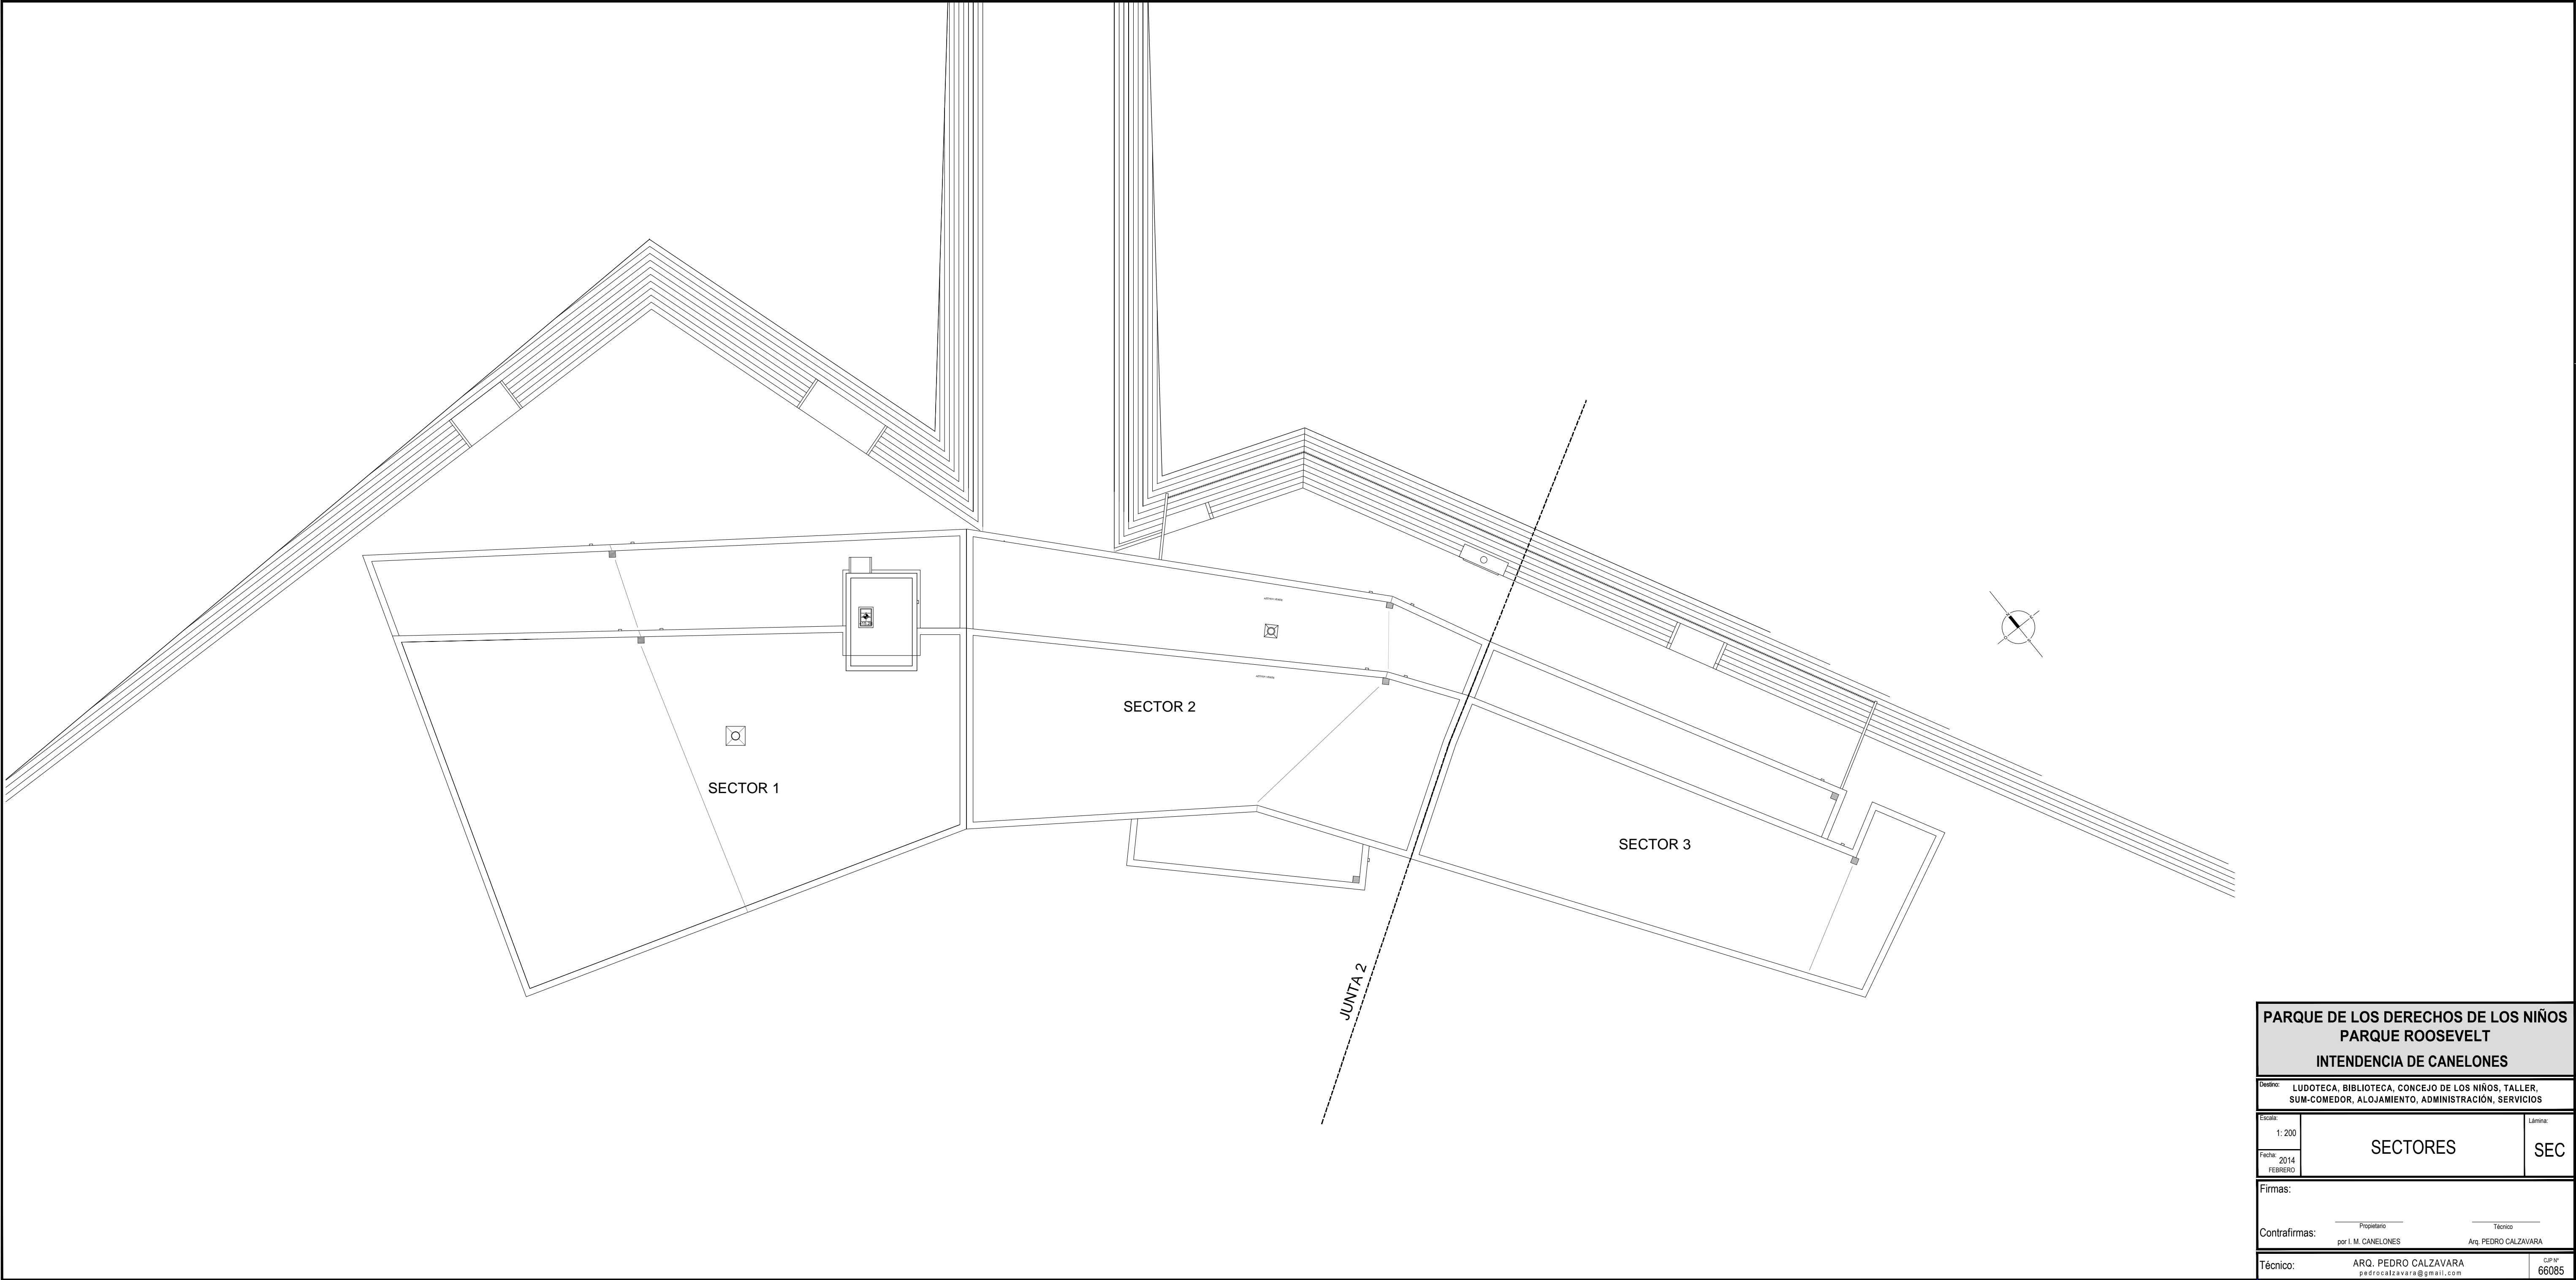 SECTOR 2
SECTOR 1
SECTOR 3
JUNTA 2
PARQUE DE LOS DERECHOS DE LOS NIÑOS
PARQUE ROOSEVELT
INTENDENCIA DE CANELONES
Destino:
LUDOTECA, BIBLIOTECA, CONCEJO DE LOS NIÑOS, TALLER,
SUM-COMEDOR, ALOJAMIENTO, ADMINISTRACIÓN, SERVICIOS
Escala:
1: 200
Fecha: 2014
FEBRERO
SECTORES
Lámina:
SEC
Firmas:
Contrafirmas:
Propietario
por I. M. CANELONES
Técnico
Arq. PEDRO CALZAVARA
Técnico:
ARQ. PEDRO CALZAVARA
pedrocalzavara@gmail.com
CJP Nº
66085